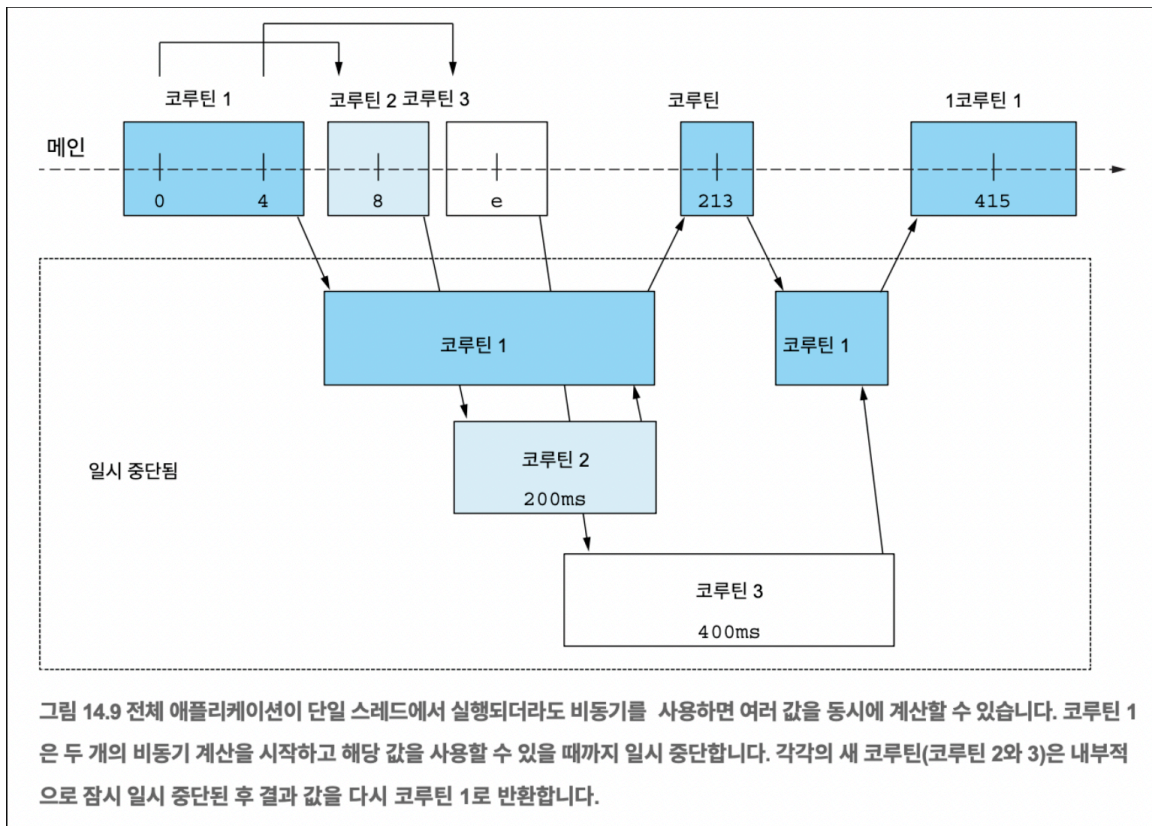 코루틴 1
코루틴 2 코루틴 3
코루틴
1코루틴 1
메인
0
4
8
e
213
415
코루틴 1
코루틴 1
코루틴 2
200ms
일시 중단됨
코루틴 3
400ms
그림 14.9 전체 애플리케이션이 단일 스레드에서 실행되더라도 비동기를 사용하면 여러 값을 동시에 계산할 수 있습니다. 코루틴 1
은 두 개의 비동기 계산을 시작하고 해당 값을 사용할 수 있을 때까지 일시 중단합니다. 각각의 새 코루틴(코루틴 2와 3)은 내부적
으로 잠시 일시 중단된 후 결과 값을 다시 코루틴 1로 반환합니다.